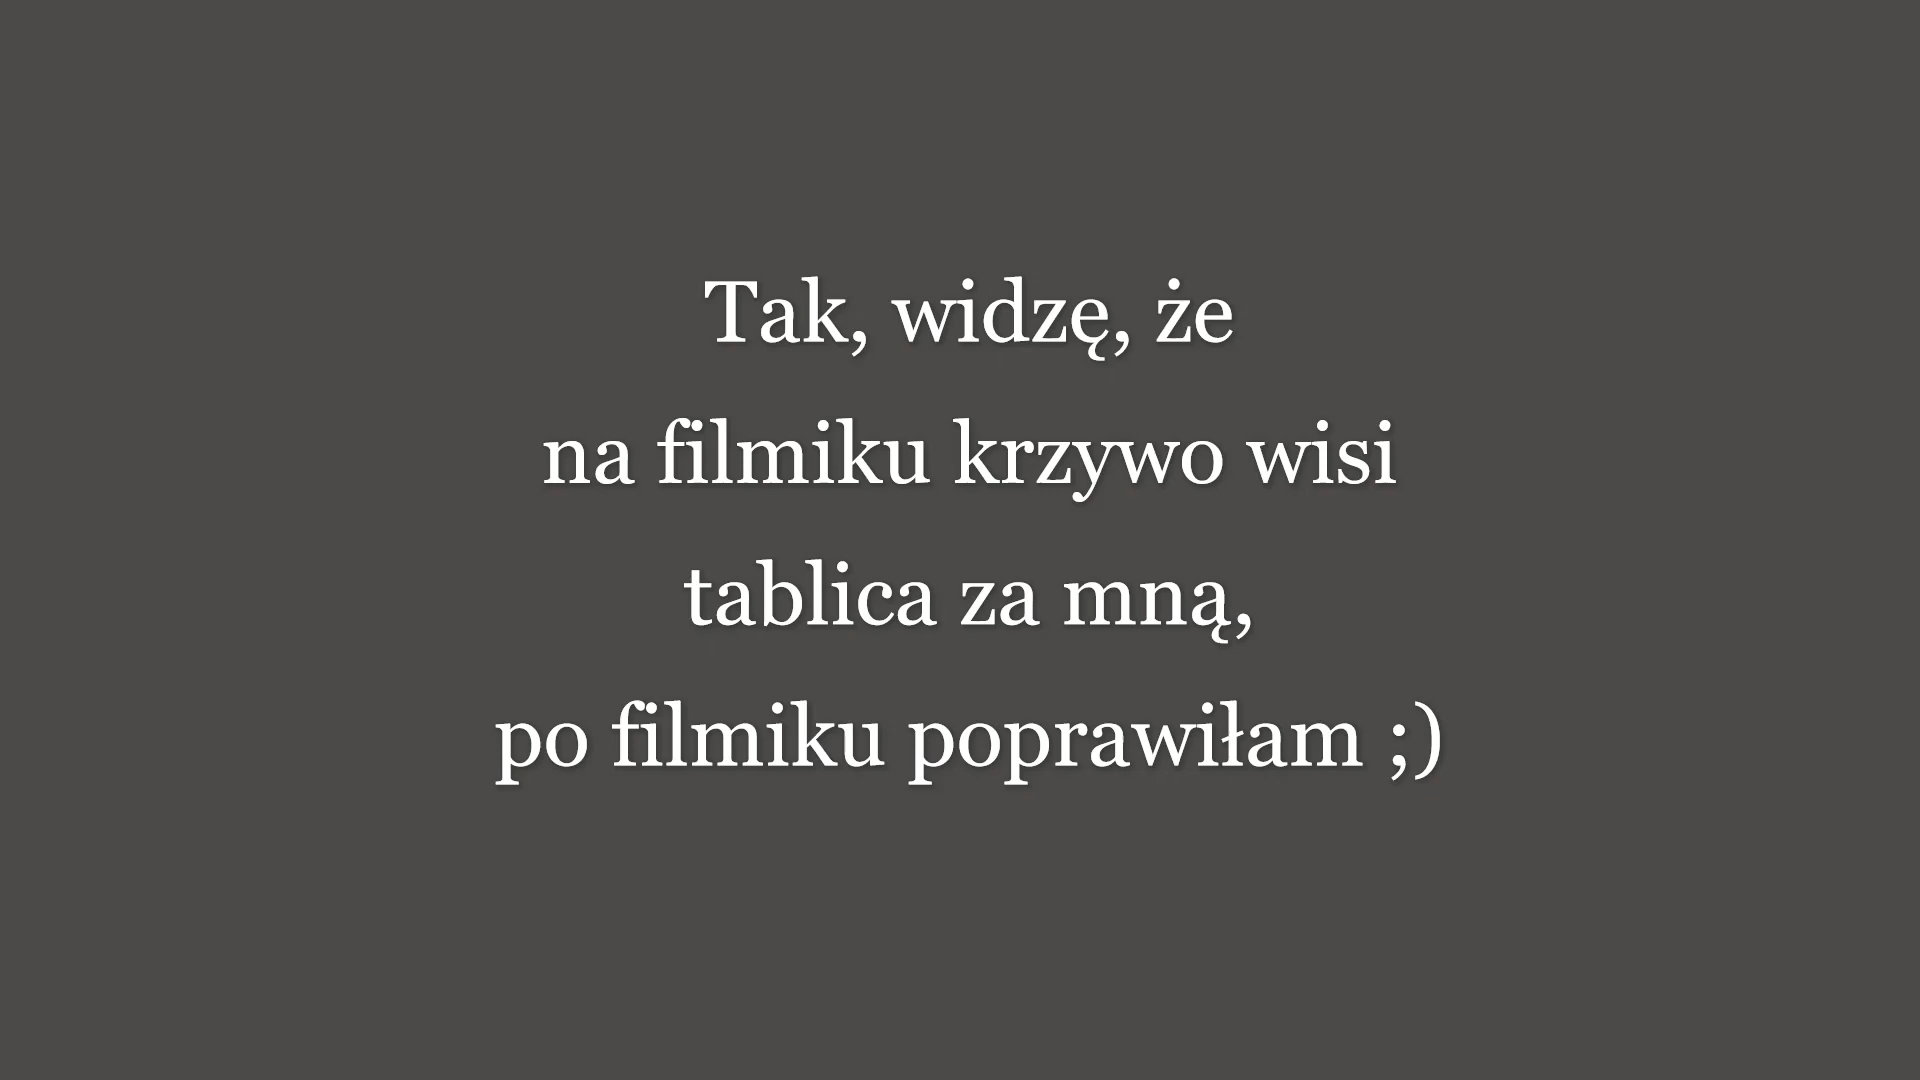 Tak, widzę, że
na filmiku krzywo wisi
tablica za mną,
po filmiku poprawiłam ;)